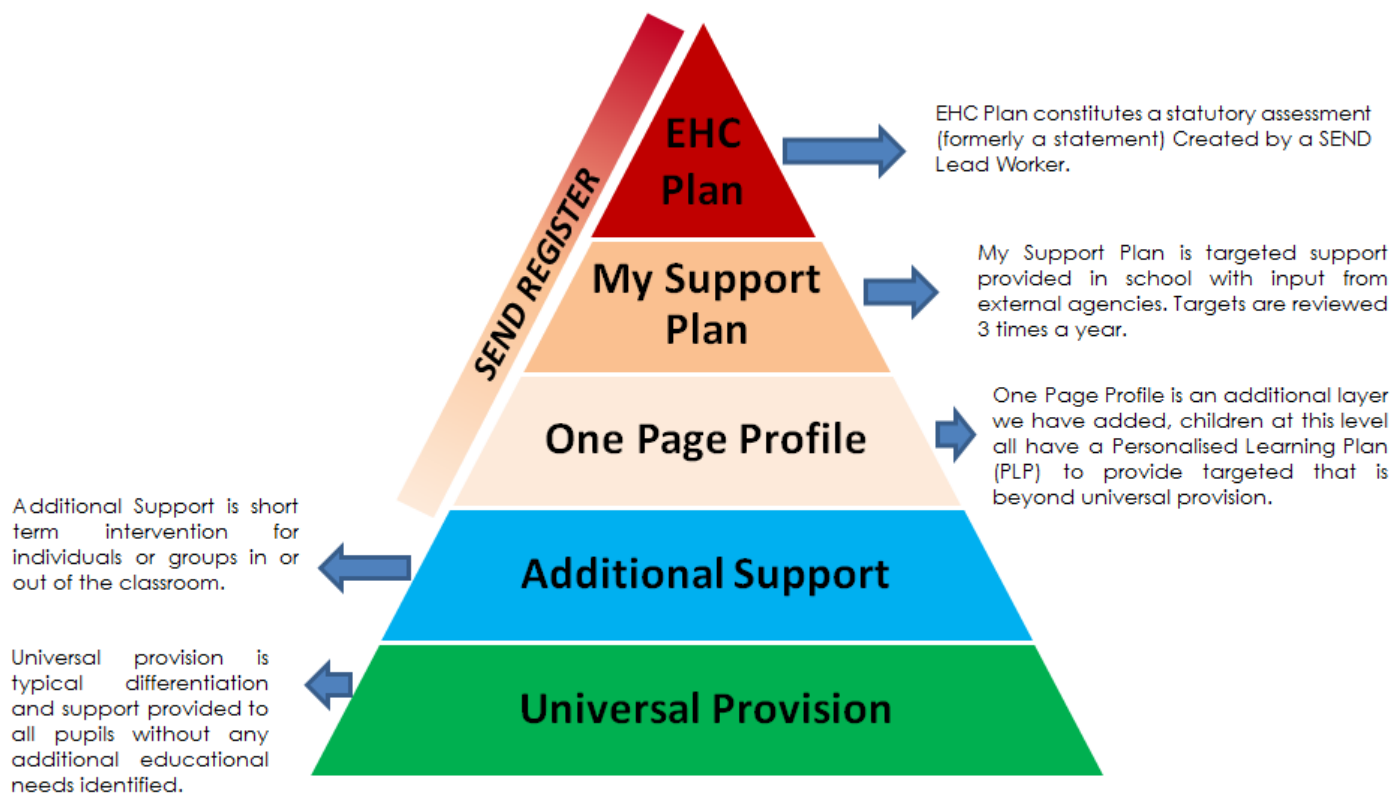 SEND REGISTER
EHC
Plan
EHC Plan constitutes a statutory assessment
(formerly a statement) Created by a SEND
Lead Worker.
My Support
Plan
My Support Plan is targeted support
provided in school with input from
external agencies. Targets are reviewed
3 times a year.
One Page Profile
One Page Profile is an additional layer
we have added, children at this level
all have a Personalised Learning Plan
(PLP) to provide targeted that is
beyond universal provision.
Additional Support is short
term intervention for
individuals or groups in or
out of the classroom.
Additional Support
Universal provision is
typical differentiation
and support provided to
all pupils without any
additional educational
needs identified.
Universal Provision